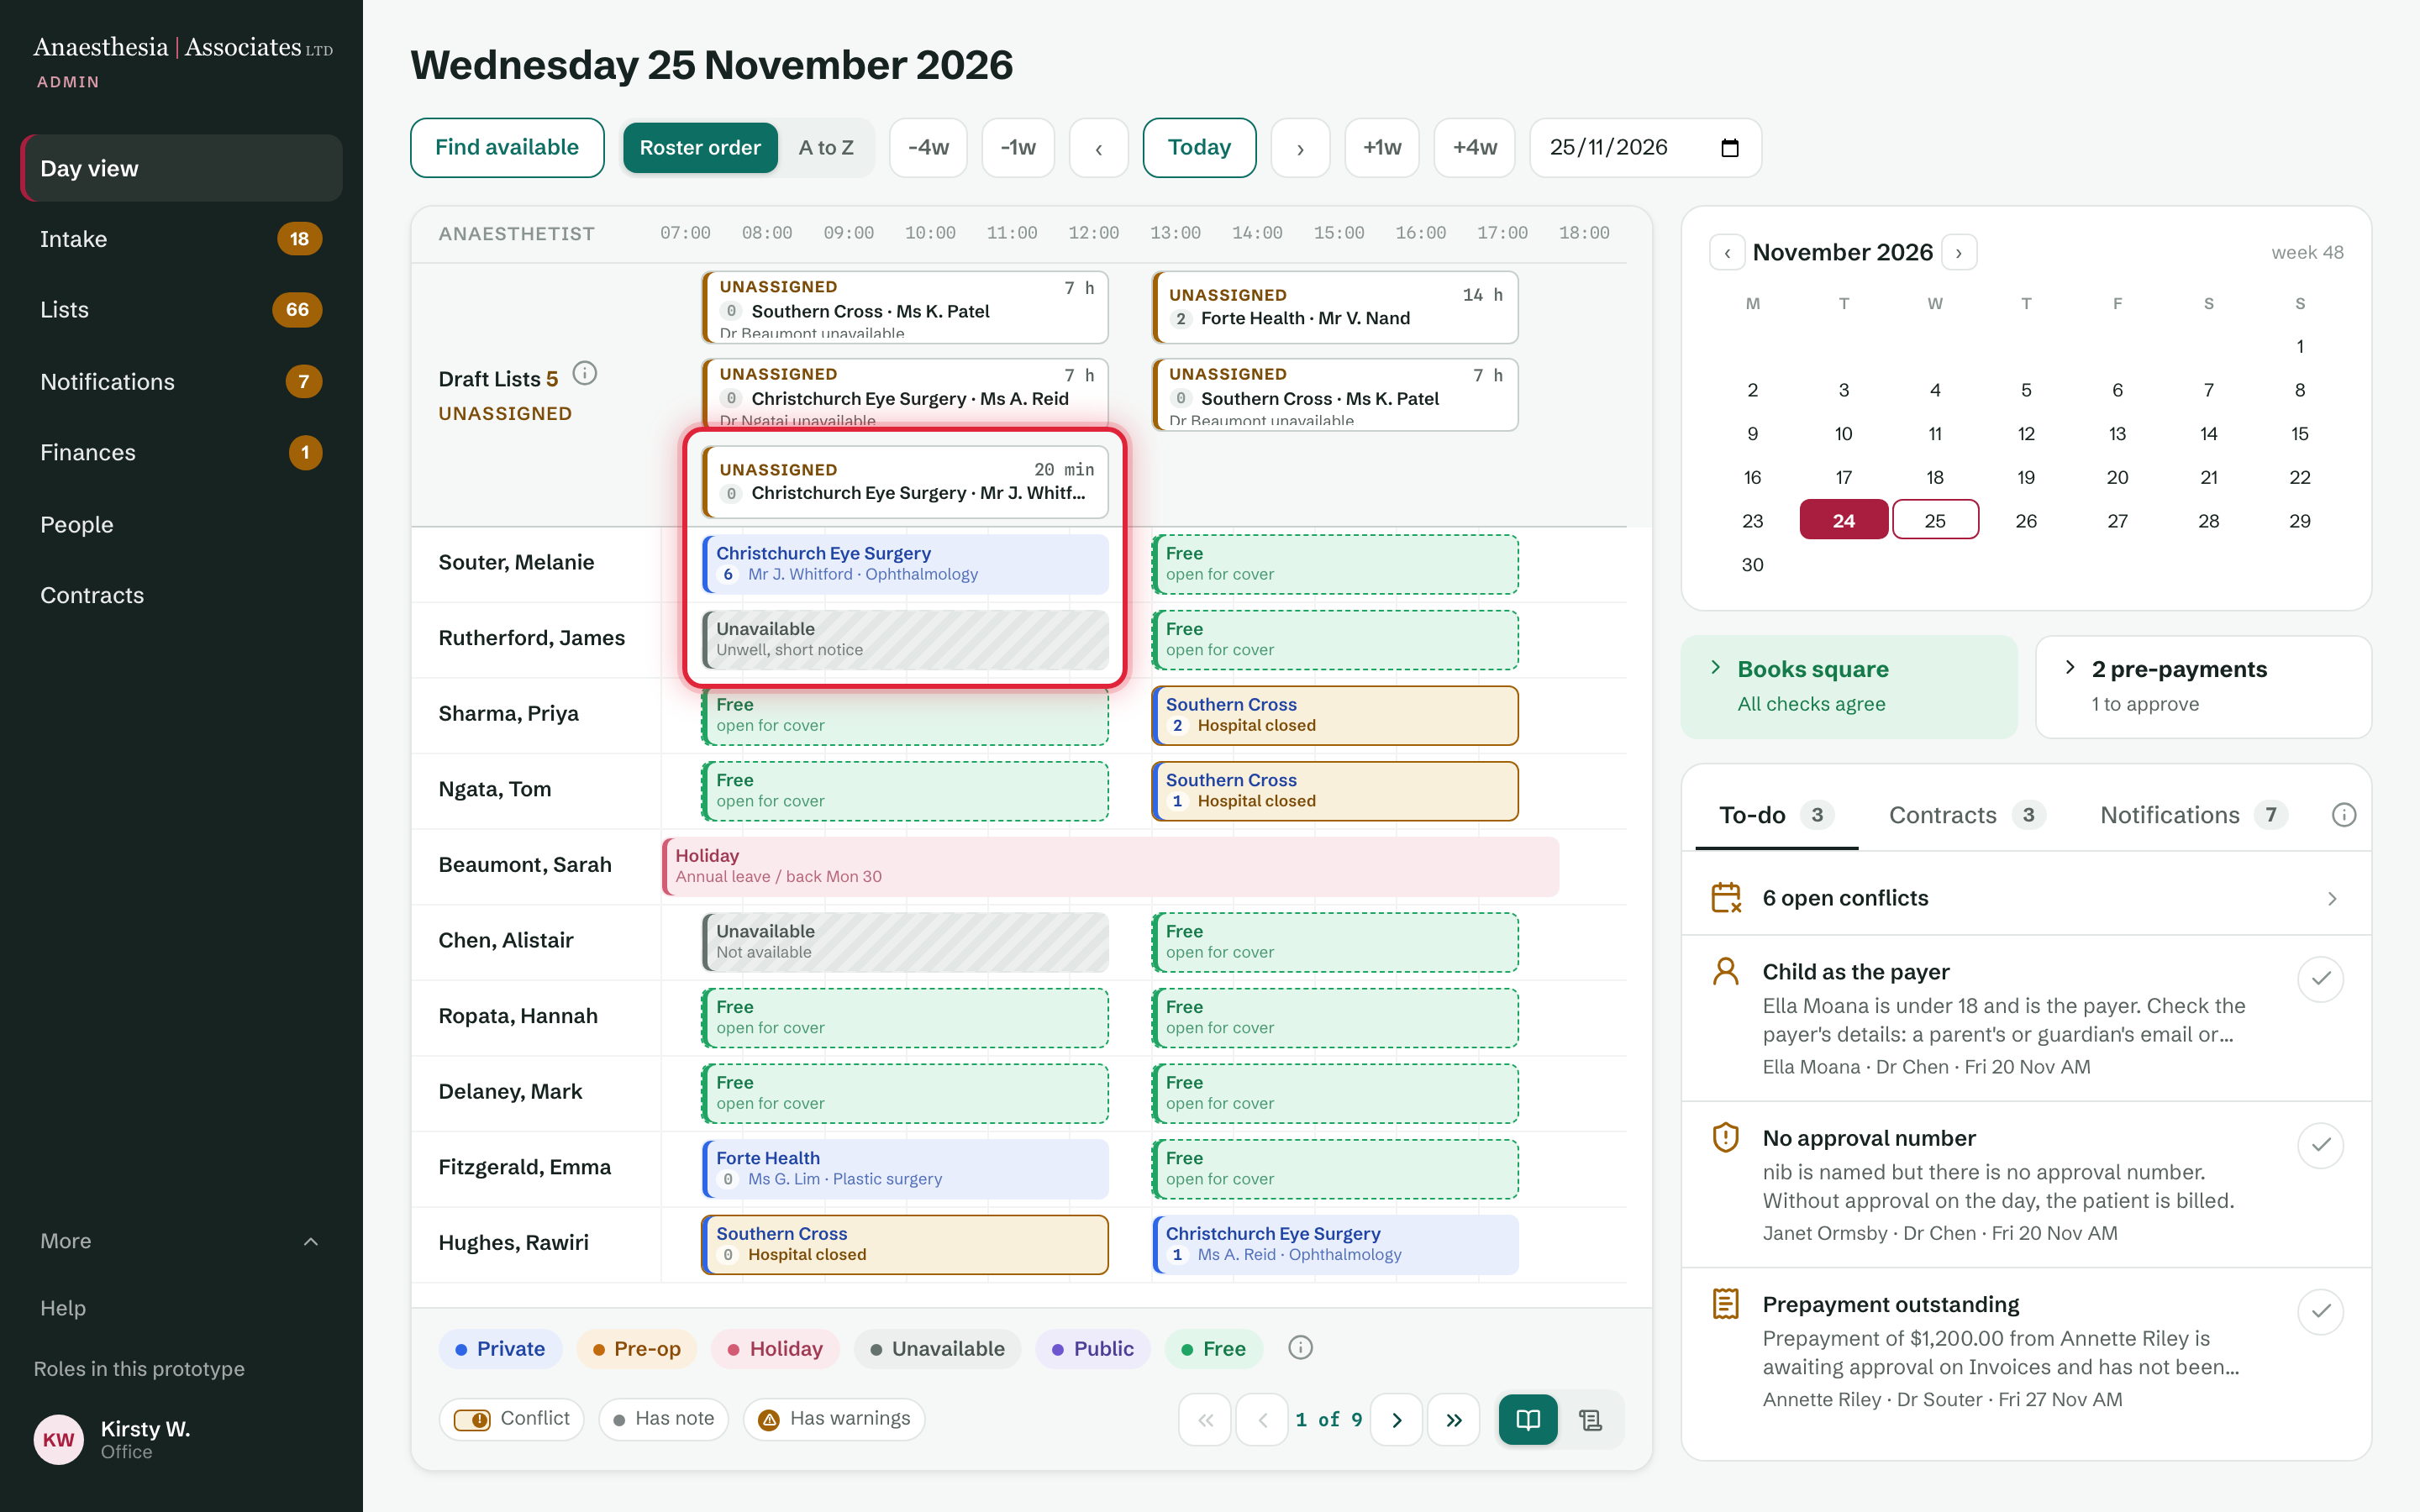 Anaesthesia | Associates LTD
ADMIN
Day view
Intake 18
Lists 66
Notifications 7
Finances 1
People
Contracts
More
Help
Roles in this prototype
KW
Kirsty W.
Office
Wednesday 25 November 2026
Find available
Roster order
A to Z
-4w
-1w
‹
Today
›
+1w
+4w
25/11/2026
ANAESTHETIST 07:00 08:00 09:00 10:00 11:00 12:00 13:00 14:00 15:00 16:00 17:00 18:00
Draft Lists 5
UNASSIGNED
UNASSIGNED 7 h
0 Southern Cross · Ms K. Patel
Dr Beaumont unavailable
UNASSIGNED 14 h
2 Forte Health · Mr V. Nand
UNASSIGNED 7 h
0 Christchurch Eye Surgery · Ms A. Reid
Dr Ngatai unavailable
UNASSIGNED 7 h
0 Southern Cross · Ms K. Patel
Dr Beaumont unavailable
UNASSIGNED 20 min
0 Christchurch Eye Surgery · Mr J. Whitf...
Souter, Melanie
Christchurch Eye Surgery
6 Mr J. Whitford · Ophthalmology
Free
open for cover
Rutherford, James
Unavailable
Unwell, short notice
Free
open for cover
Sharma, Priya
Free
open for cover
Southern Cross
2 Hospital closed
Ngata, Tom
Free
open for cover
Southern Cross
1 Hospital closed
Beaumont, Sarah
Holiday
Annual leave / back Mon 30
Chen, Alistair
Unavailable
Not available
Free
open for cover
Ropata, Hannah
Free
open for cover
Free
open for cover
Delaney, Mark
Free
open for cover
Free
open for cover
Fitzgerald, Emma
Forte Health
0 Ms G. Lim · Plastic surgery
Free
open for cover
Hughes, Rawiri
Southern Cross
0 Hospital closed
Christchurch Eye Surgery
1 Ms A. Reid · Ophthalmology
Private
Pre-op
Holiday
Unavailable
Public
Free
Conflict
Has note
Has warnings
« ‹ 1 of 9 › »
‹ November 2026 › week 48
M T W T F S S
1
2 3 4 5 6 7 8
9 10 11 12 13 14 15
16 17 18 19 20 21 22
23 24 25 26 27 28 29
30
Books square
All checks agree
2 pre-payments
1 to approve
To-do 3
Contracts 3
Notifications 7
6 open conflicts
Child as the payer
Ella Moana is under 18 and is the payer. Check the
payer's details: a parent's or guardian's email or...
Ella Moana · Dr Chen · Fri 20 Nov AM
No approval number
nib is named but there is no approval number.
Without approval on the day, the patient is billed.
Janet Ormsby · Dr Chen · Fri 20 Nov AM
Prepayment outstanding
Prepayment of $1,200.00 from Annette Riley is
awaiting approval on Invoices and has not been...
Annette Riley · Dr Souter · Fri 27 Nov AM